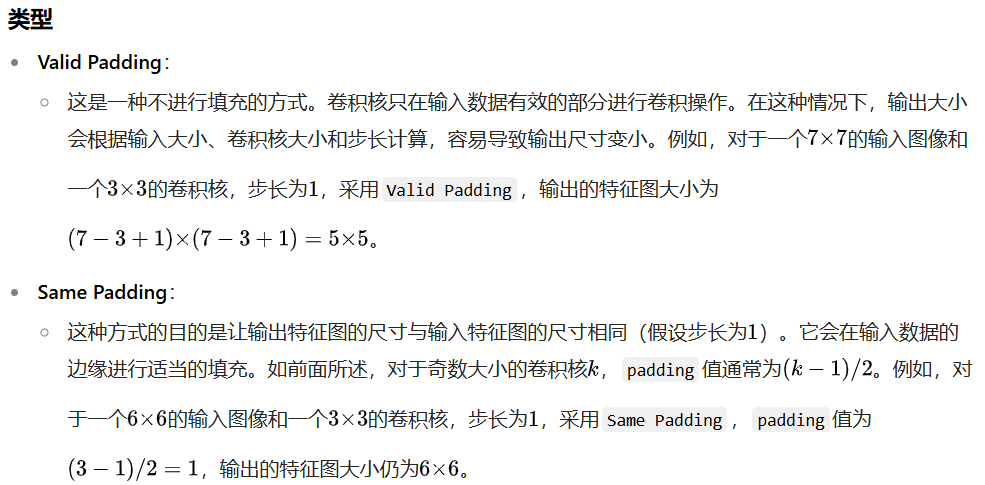 类型
• Valid Padding：
○ 这是一种不进行填充的方式。卷积核只在输入数据有效的部分进行卷积操作。在这种情况下，输出大小
会根据输入大小、卷积核大小和步长计算，容易导致输出尺寸变小。例如，对于一个7×7的输入图像和
一个3×3的卷积核，步长为1，采用 Valid Padding ，输出的特征图大小为
(7 − 3 + 1)×(7 − 3 + 1) = 5×5。
• Same Padding：
○ 这种方式的目的是让输出特征图的尺寸与输入特征图的尺寸相同（假设步长为1）。它会在输入数据的
边缘进行适当的填充。如前面所述，对于奇数大小的卷积核k， padding 值通常为(k − 1)/2。例如，对
于一个6×6的输入图像和一个3×3的卷积核，步长为1，采用 Same Padding ， padding 值为
(3 − 1)/2 = 1，输出的特征图大小仍为6×6。